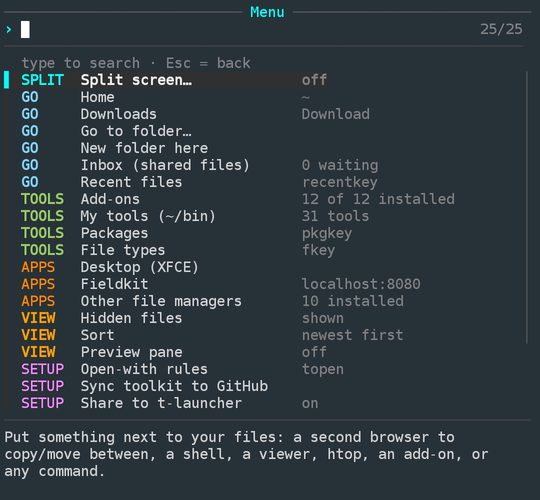 Menu
› 25/25
type to search · Esc = back
SPLIT Split screen… off
GO Home ~
GO Downloads Download
GO Go to folder…
GO New folder here
GO Inbox (shared files) 0 waiting
GO Recent files recentkey
TOOLS Add-ons 12 of 12 installed
TOOLS My tools (~/bin) 31 tools
TOOLS Packages pkgkey
TOOLS File types fkey
APPS Desktop (XFCE)
APPS Fieldkit localhost:8080
APPS Other file managers 10 installed
VIEW Hidden files shown
VIEW Sort newest first
VIEW Preview pane off
SETUP Open-with rules topen
SETUP Sync toolkit to GitHub
SETUP Share to t-launcher on
Put something next to your files: a second browser to
copy/move between, a shell, a viewer, htop, an add-on, or
any command.